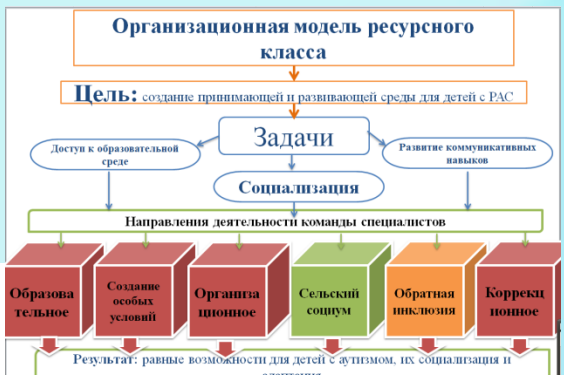 Организационная модель ресурсного
класса
Цель: создание принимающей и развивающей среды для детей с РАС
Задачи
Доступ к образовательной
среде
Развитие коммуникативных
навыков
Социализация
Направления деятельности команды специалистов
Образова
тельное
Создание
особых
условий
Организа
ционное
Сельский
социум
Обратная
инклюзия
Коррекц
ионное
Результат: равные возможности для детей с аутизмом, их социализация и